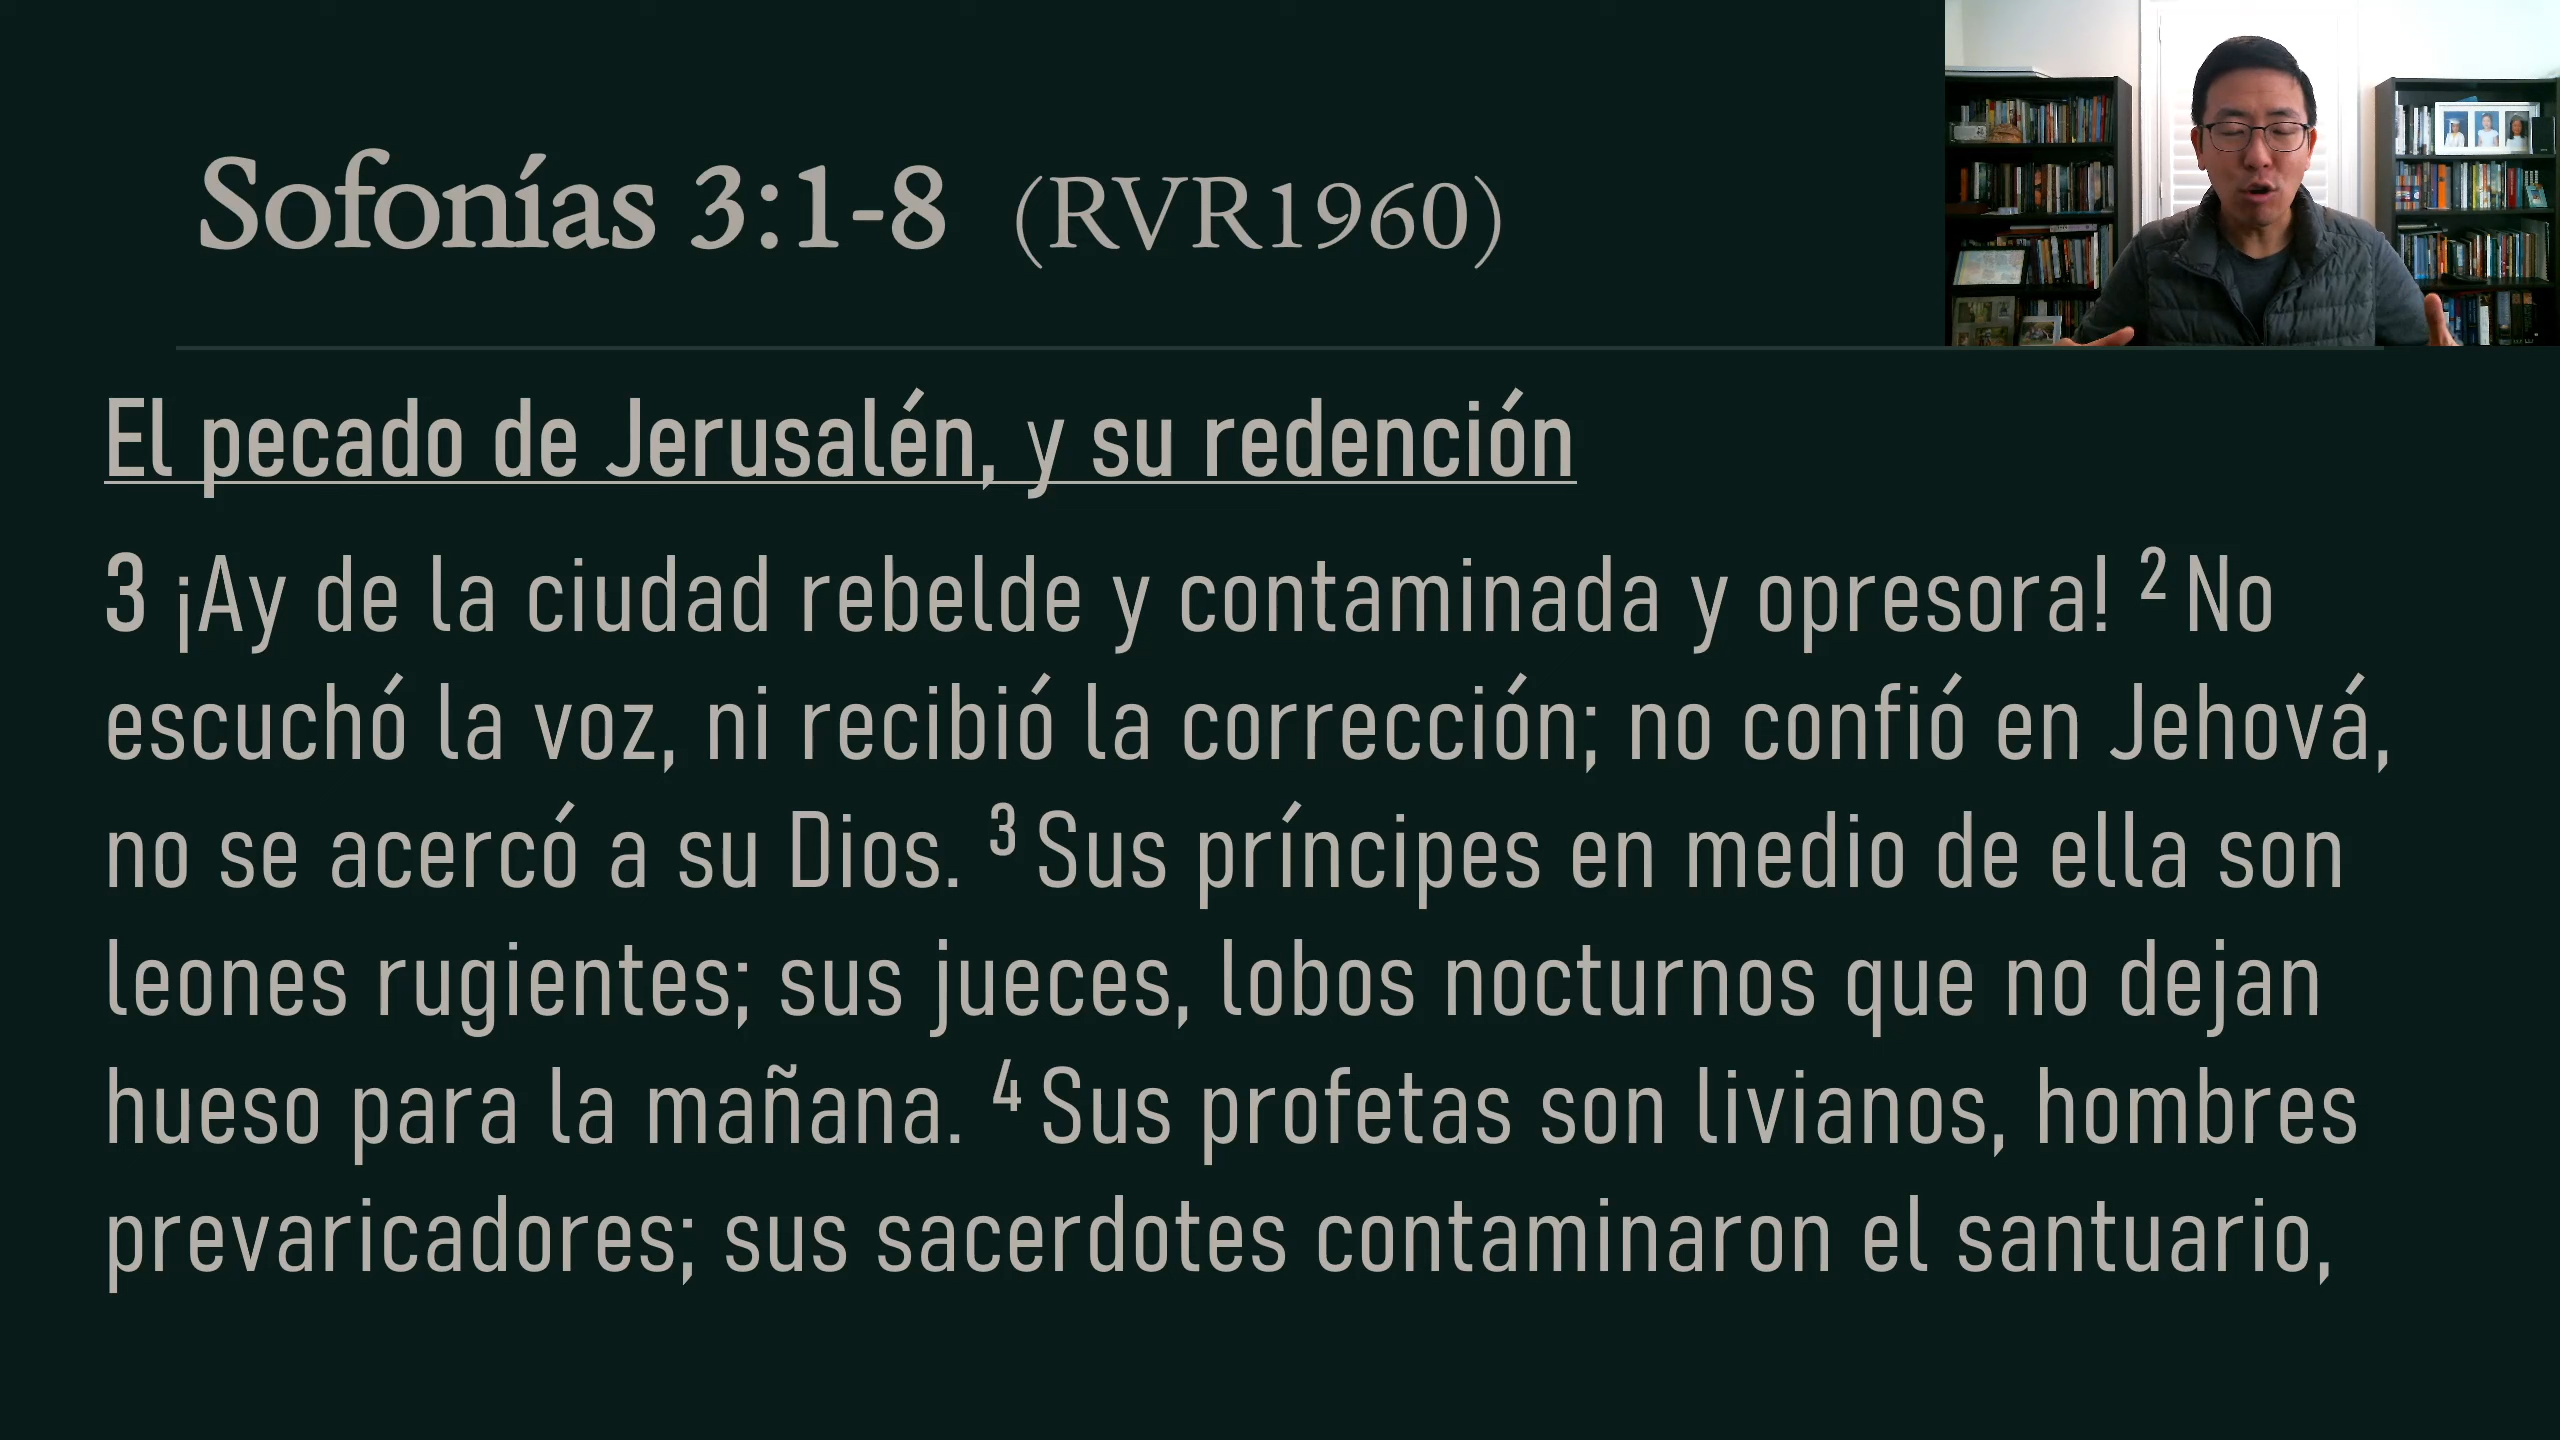 Sofonías 3:1-8 (RVR1960)
El pecado de Jerusalén, y su redención
3 ¡Ay de la ciudad rebelde y contaminada y opresora! ² No
escuchó la voz, ni recibió la corrección; no confió en Jehová,
no se acercó a su Dios. ³ Sus príncipes en medio de ella son
leones rugientes; sus jueces, lobos nocturnos que no dejan
hueso para la mañana. ⁴ Sus profetas son livianos, hombres
prevaricadores; sus sacerdotes contaminaron el santuario,